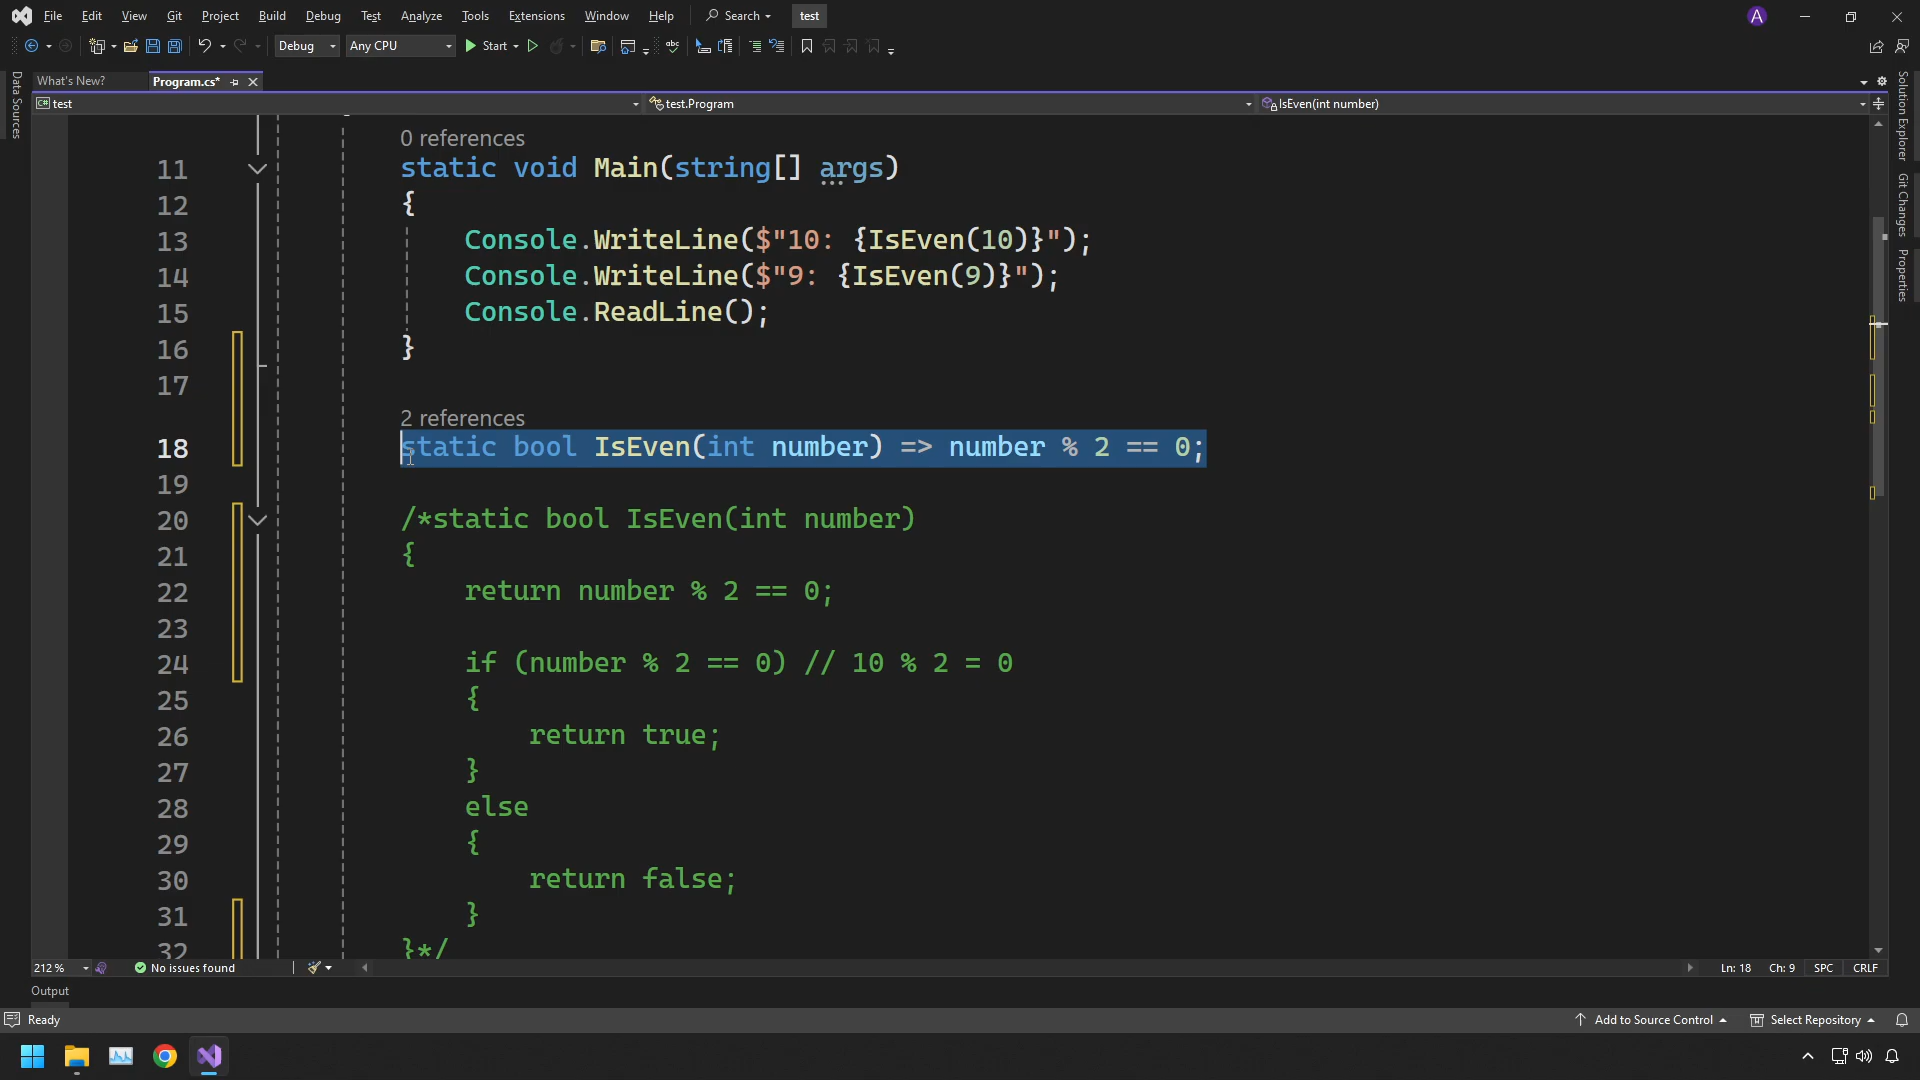 File Edit View Git Project Build Debug Test Analyze Tools Extensions Window Help Search test A
Debug Any CPU Start abc
What's New? Program.cs*
C# test test.Program IsEven(int number)
Data Sources
Solution Explorer
Git Changes
Properties
0 references
11 static void Main(string[] args)
12 {
13 Console.WriteLine($"10: {IsEven(10)}");
14 Console.WriteLine($"9: {IsEven(9)}");
15 Console.ReadLine();
16 }
17
2 references
18 static bool IsEven(int number) => number % 2 == 0;
19
20 /*static bool IsEven(int number)
21 {
22 return number % 2 == 0;
23
24 if (number % 2 == 0) // 10 % 2 = 0
25 {
26 return true;
27 }
28 else
29 {
30 return false;
31 }
32 }*/
212 % No issues found Ln: 18 Ch: 9 SPC CRLF
Output
Ready Add to Source Control Select Repository